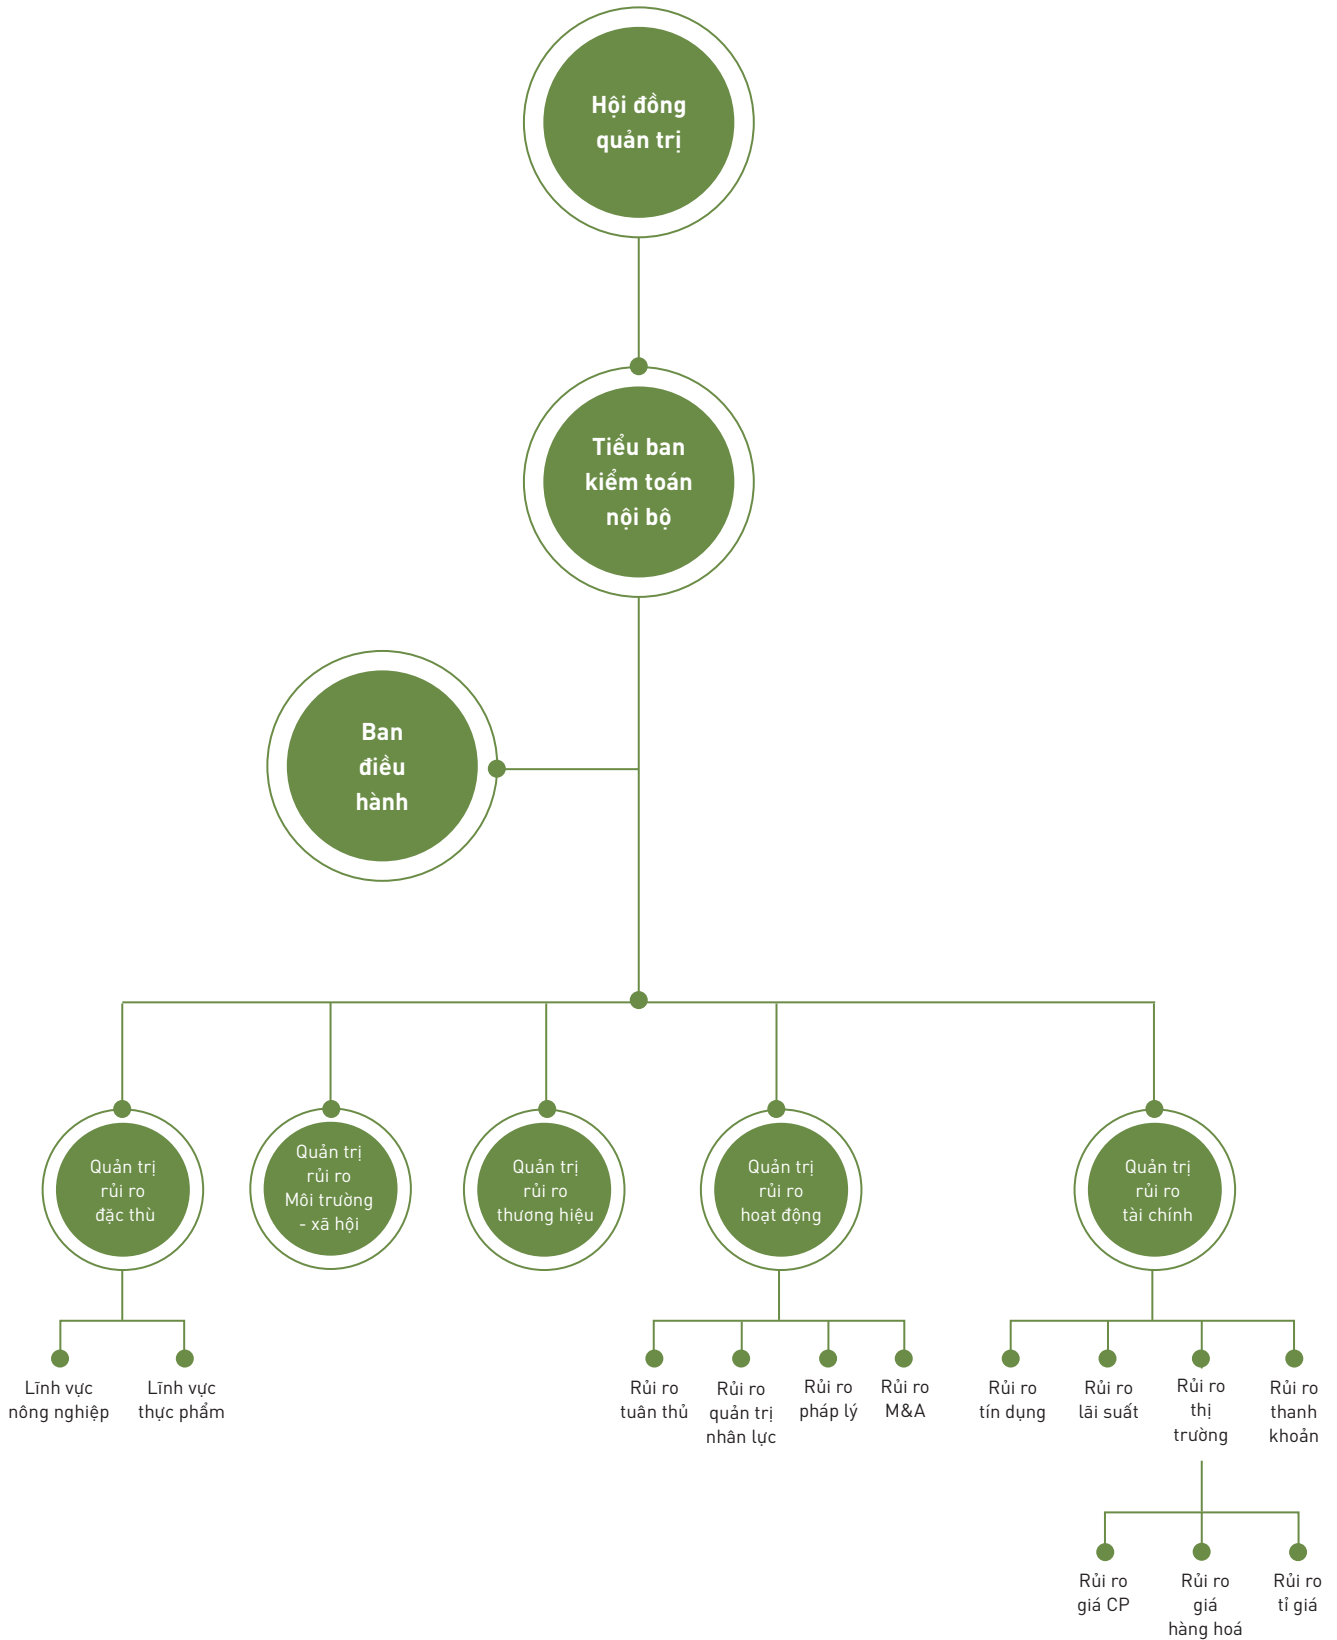 Hội đồng
quản trị
Tiểu ban
kiểm toán
nội bộ
Ban
điều
hành
Quản trị
rủi ro
đặc thù
Quản trị
rủi ro
Môi trường
- xã hội
Quản trị
rủi ro
thương hiệu
Quản trị
rủi ro
hoạt động
Quản trị
rủi ro
tài chính
Lĩnh vực
nông nghiệp
Lĩnh vực
thực phẩm
Rủi ro
tuân thủ
Rủi ro
quản trị
nhân lực
Rủi ro
pháp lý
Rủi ro
M&A
Rủi ro
tín dụng
Rủi ro
lãi suất
Rủi ro
thị
trường
Rủi ro
thanh
khoản
Rủi ro
giá CP
Rủi ro
giá
hàng hoá
Rủi ro
tỉ giá